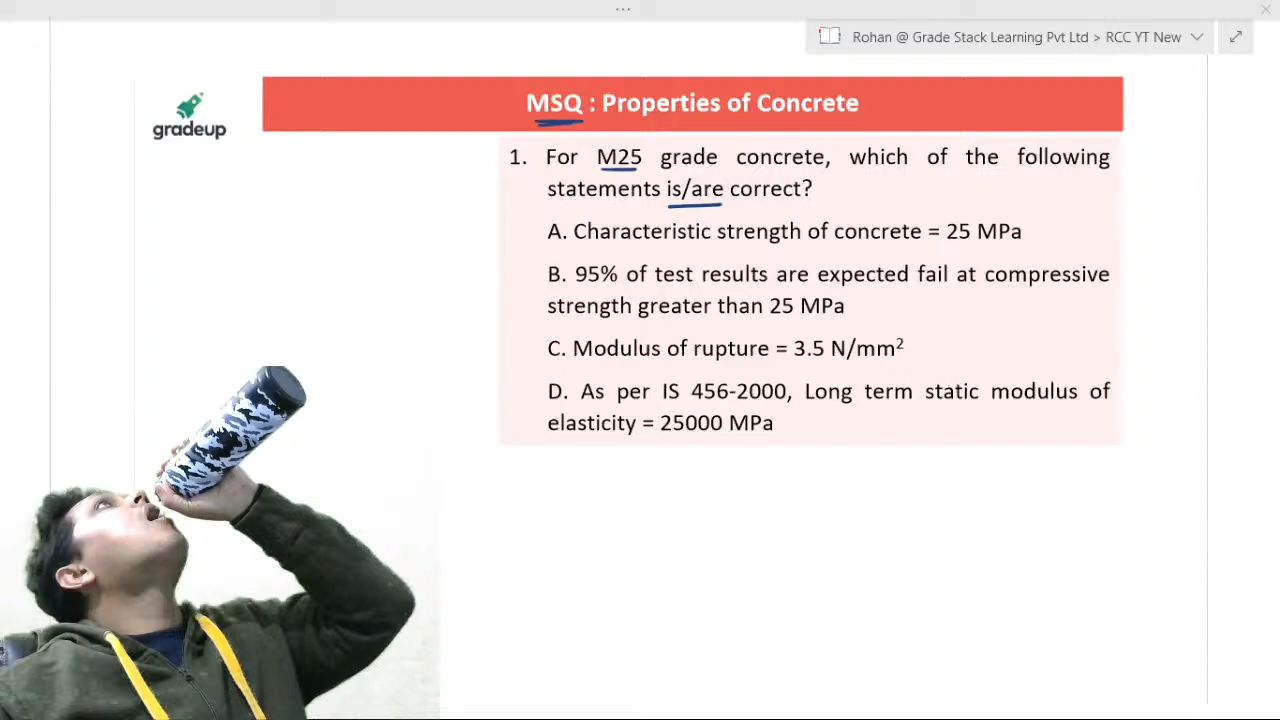 Rohan @ Grade Stack Learning Pvt Ltd > RCC YT New
MSQ : Properties of Concrete
gradeup
1. For M25 grade concrete, which of the following
statements is/are correct?
A. Characteristic strength of concrete = 25 MPa
B. 95% of test results are expected fail at compressive
strength greater than 25 MPa
C. Modulus of rupture = 3.5 N/mm²
D. As per IS 456-2000, Long term static modulus of
elasticity = 25000 MPa